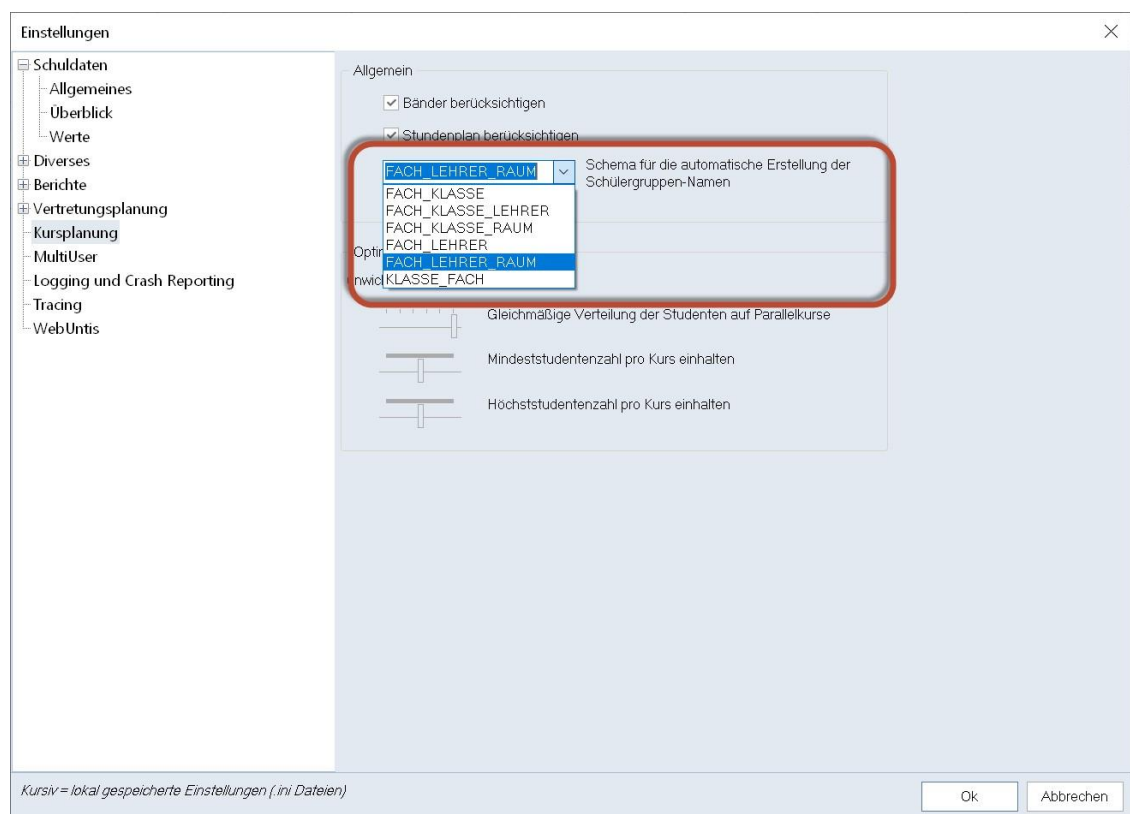 Einstellungen
Schuldaten
Allgemeines
Überblick
Werte
Diverses
Berichte
Vertretungsplanung
Kursplanung
MultiUser
Logging und Crash Reporting
Tracing
WebUntis
Allgemein
Bänder berücksichtigen
Stundenplan berücksichtigen
FACH_LEHRER_RAUM
Schema für die automatische Erstellung der
Schülergruppen-Namen
FACH_KLASSE
FACH_KLASSE_LEHRER
FACH_KLASSE_RAUM
FACH_LEHRER
FACH_LEHRER_RAUM
KLASSE_FACH
Gleichmäßige Verteilung der Studenten auf Parallelkurse
Mindeststudentenzahl pro Kurs einhalten
Höchststudentenzahl pro Kurs einhalten
Kursiv = lokal gespeicherte Einstellungen (.ini Dateien)
Ok
Abbrechen